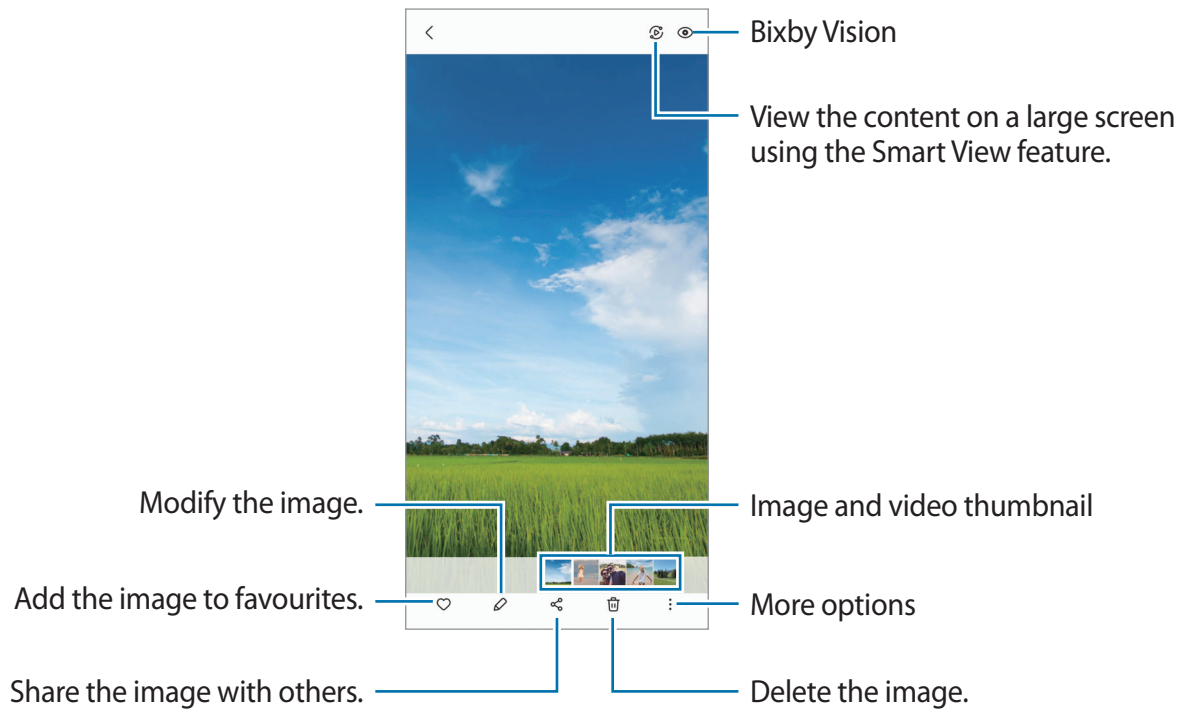 Bixby Vision
View the content on a large screen
using the Smart View feature.
Modify the image.
Image and video thumbnail
Add the image to favourites.
More options
Share the image with others.
Delete the image.